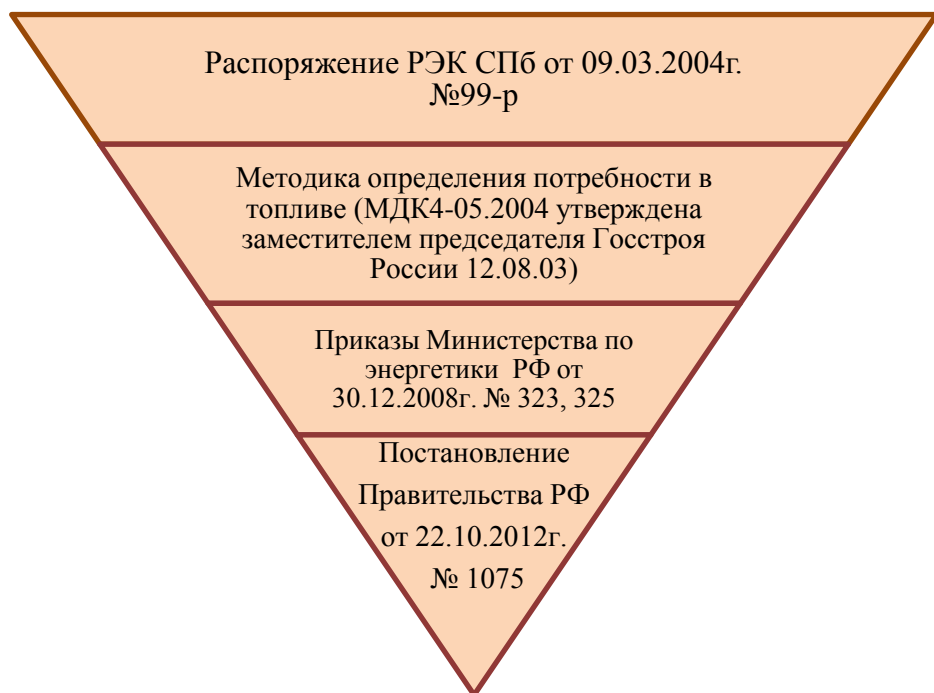 Распоряжение РЭК СПб от 09.03.2004г.
№99-р
Методика определения потребности в
топливе (МДК4-05.2004 утверждена
заместителем председателя Госстроя
России 12.08.03)
Приказы Министерства по
энергетики РФ от
30.12.2008г. № 323, 325
Постановление
Правительства РФ
от 22.10.2012г.
№ 1075